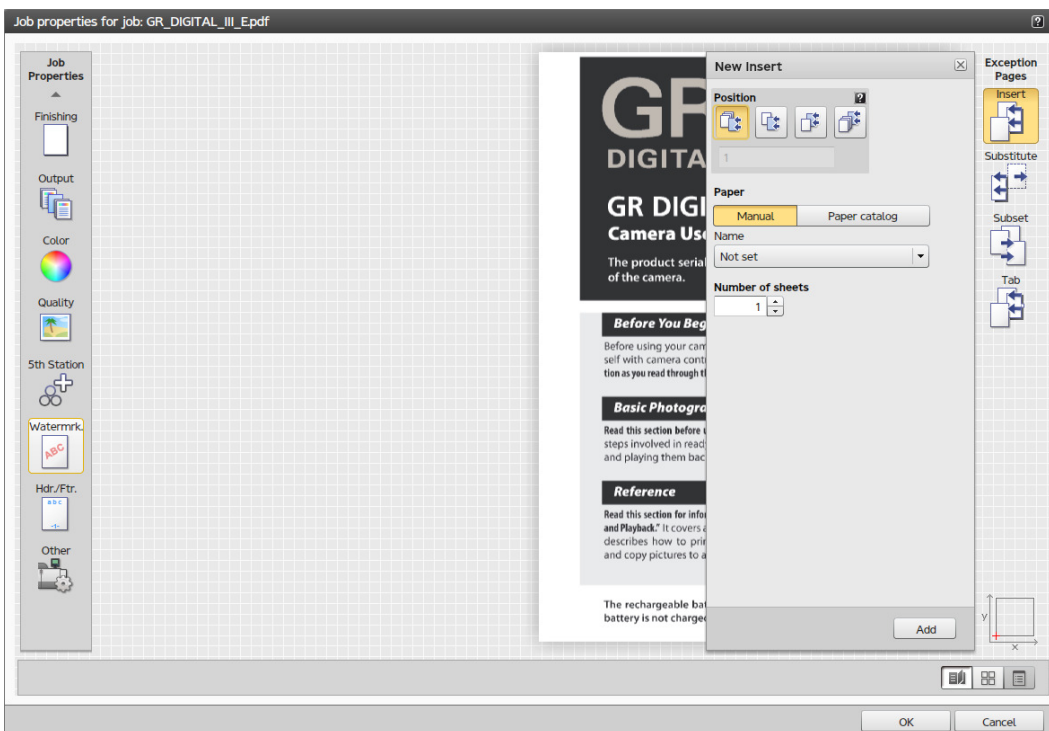 Job properties for job: GR_DIGITAL_III_E.pdf
?
Job
Properties
Finishing
Output
Color
Quality
5th Station
Watermrk.
ABC
Hdr./Ftr.
a b c
-1-
Other
GR
DIGITA
GR DIGI
Camera Use
The product serial
of the camera.
Before You Beg
Before using your cam
self with camera contr
tion as you read through th
Basic Photogra
Read this section before u
steps involved in read
and playing them bac
Reference
Read this section for infor
and Playback." It covers a
describes how to prin
and copy pictures to a
The rechargeable bat
battery is not charged
New Insert
Position
?
1
Paper
Manual
Paper catalog
Name
Not set
Number of sheets
1
Add
Exception
Pages
Insert
Substitute
Subset
Tab
y
x
OK
Cancel